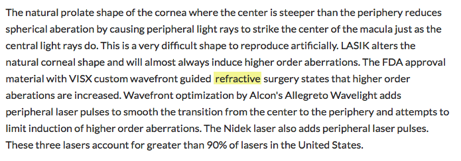 The natural prolate shape of the cornea where the center is steeper than the periphery reduces
spherical aberation by causing peripheral light rays to strike the center of the macula just as the
central light rays do. This is a very difficult shape to reproduce artificially. LASIK alters the
natural corneal shape and will almost always induce higher order aberrations. The FDA approval
material with VISX custom wavefront guided refractive surgery states that higher order
aberations are increased. Wavefront optimization by Alcon's Allegreto Wavelight adds
peripheral laser pulses to smooth the transition from the center to the periphery and attempts to
limit induction of higher order aberrations. The Nidek laser also adds peripheral laser pulses.
These three lasers account for greater than 90% of lasers in the United States.